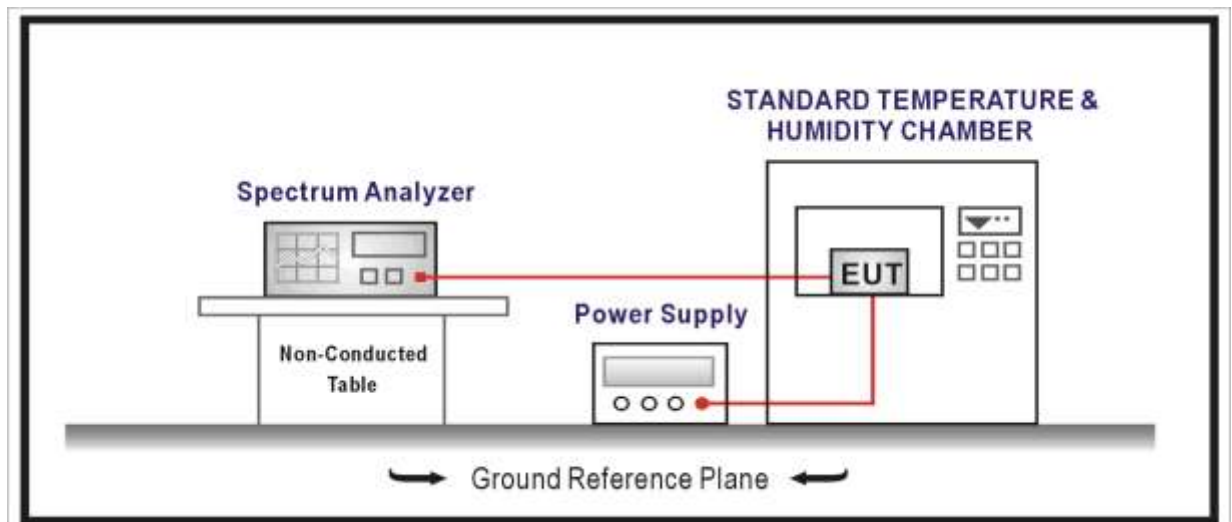 STANDARD TEMPERATURE &
HUMIDITY CHAMBER
Spectrum Analyzer
EUT
Power Supply
Non-Conducted
Table
Ground Reference Plane